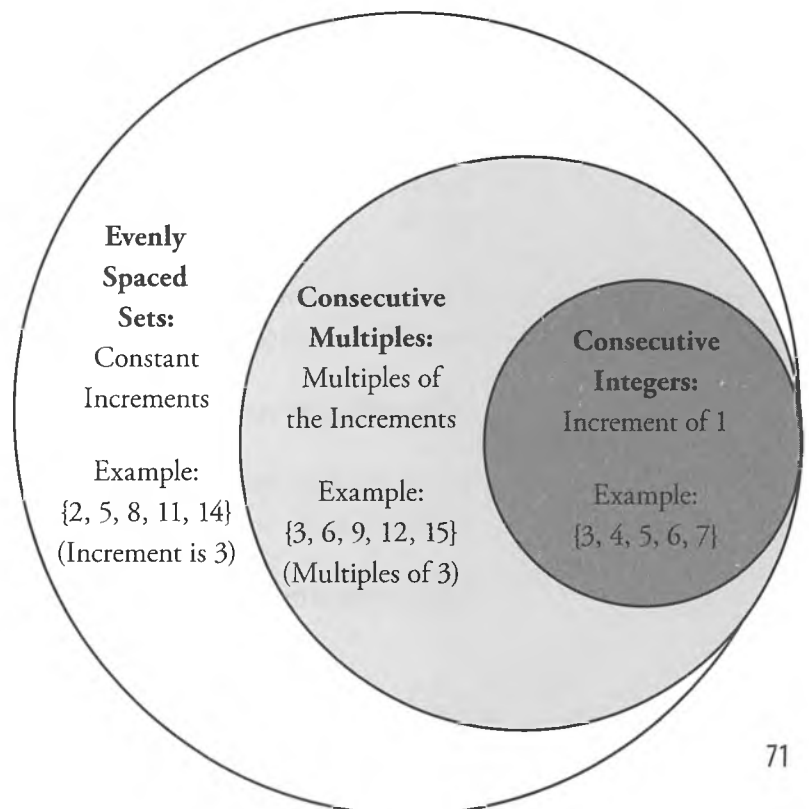 Evenly
Spaced
Sets:
Constant
Increments
Example:
{2, 5, 8, 11, 14}
(Increment is 3)
Consecutive
Multiples:
Multiples of
the Increments
Example:
{3, 6, 9, 12, 15}
(Multiples of 3)
Consecutive
Integers:
Increment of 1
Example:
{3, 4, 5, 6, 7}
71